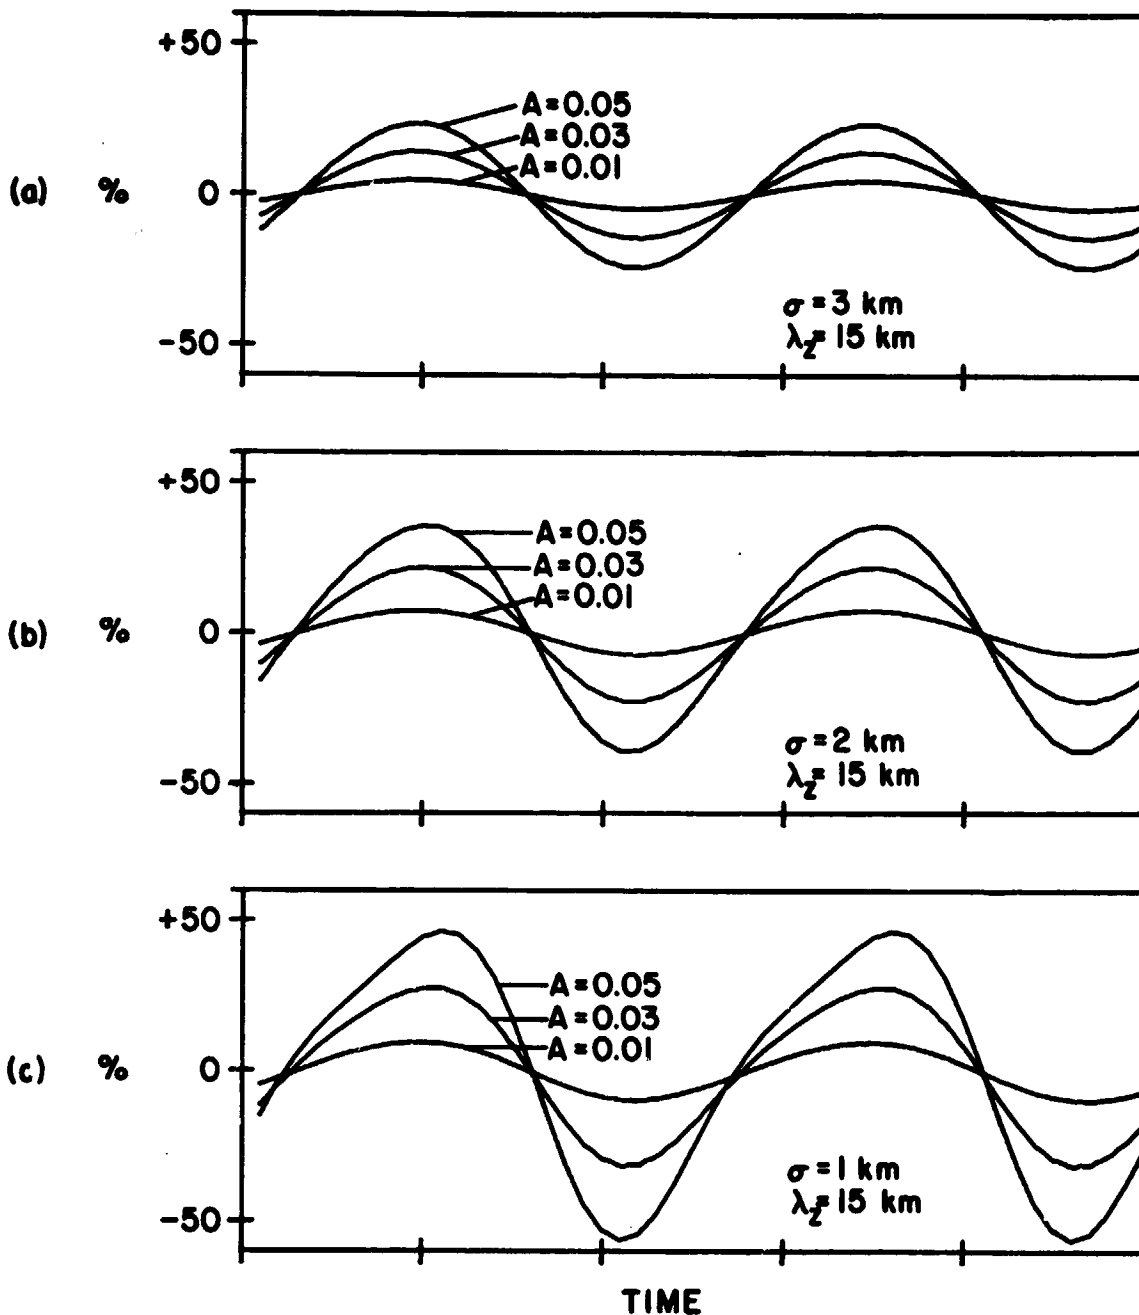 +50
A=0.05
A=0.03
A=0.01
(a) % 0
σ=3 km
λz=15 km
-50
+50
A=0.05
A=0.03
A=0.01
(b) % 0
σ=2 km
λz=15 km
-50
+50
A=0.05
A=0.03
A=0.01
(c) % 0
σ=1 km
λz=15 km
-50
TIME